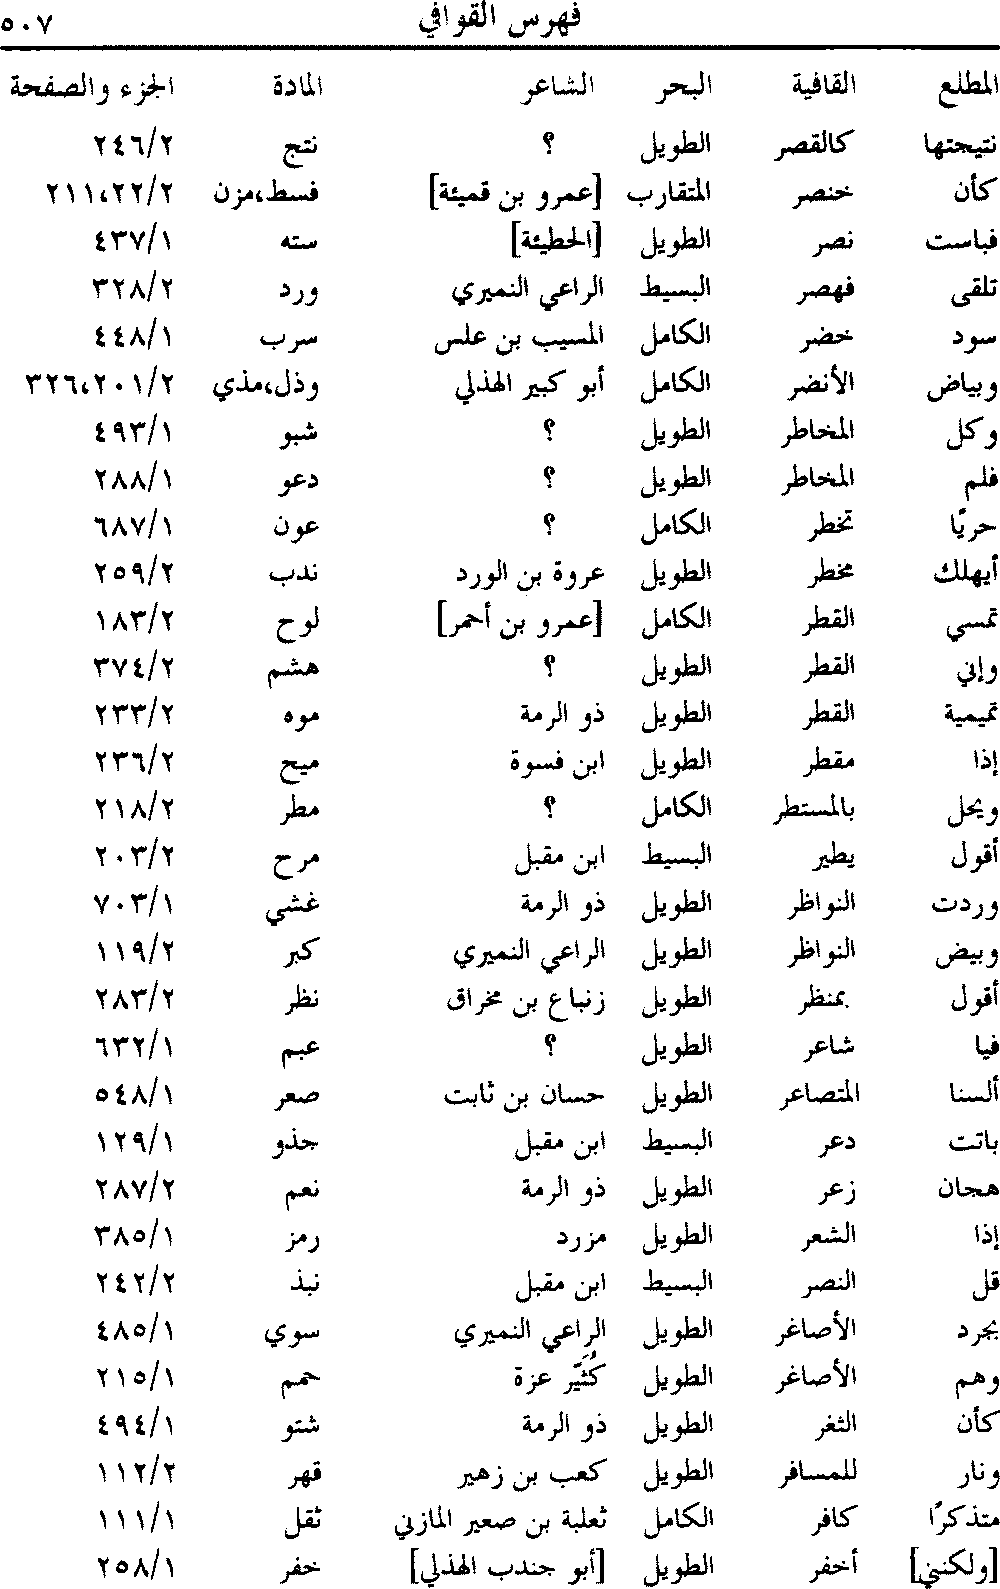 فهرس القوافي ٥٠٧
المطلع القافية البحر الشاعر المادة الجزء والصفحة
نتيجتها كالقصر الطويل ؟ نتج ٢٤٦/٢
كأن خنصر المتقارب [عمرو بن قميئة] فسط،مزن ٢١١،٢٢/٢
فباست نصر الطويل [الحطيئة] سته ٤٣٧/١
تلقى فهصر البسيط الراعي النميري ورد ٣٢٨/٢
سود خضر الكامل المسيب بن علس سرب ٤٤٨/١
وبياض الأنضر الكامل أبو كبير الهذلي وذل،مذي ٣٢٦،٢٠١/٢
وكل المخاطر الطويل ؟ شبو ٤٩٣/١
فلم المخاطر الطويل ؟ دعو ٢٨٨/١
حريًا تخطر الكامل ؟ عون ٦٨٧/١
أيهلك مخطر الطويل عروة بن الورد ندب ٢٥٩/٢
تمسي القطر الكامل [عمرو بن أحمر] لوح ١٨٣/٢
وإني القطر الطويل ؟ هشم ٣٧٤/٢
تميمية القطر الطويل ذو الرمة موه ٢٣٣/٢
إذا مقطر الطويل ابن فسوة ميح ٢٣٦/٢
ويحل بالمستطر الكامل ؟ مطر ٢١٨/٢
أقول يطير البسيط ابن مقبل مرح ٢٠٣/٢
وردت النواظر الطويل ذو الرمة غشي ٧٠٣/١
وبيض النواظر الطويل الراعي النميري كبر ١١٩/٢
أقول بمنظر الطويل زنباع بن مخراق نظر ٢٨٣/٢
فيا شاعر الطويل ؟ عبم ٦٣٢/١
ألسنا المتصاعر الطويل حسان بن ثابت صعر ٥٤٨/١
باتت دعر البسيط ابن مقبل جذو ١٢٩/١
هجان زعر الطويل ذو الرمة نعم ٢٨٧/٢
إذا الشعر الطويل مزرد رمز ٣٨٥/١
قل النصر البسيط ابن مقبل نبذ ٢٤٢/٢
بجرد الأصاغر الطويل الراعي النميري سوي ٤٨٥/١
وهم الأصاغر الطويل كُثَيّر عزة حمم ٢١٥/١
كأن الثغر الطويل ذو الرمة شتو ٤٩٤/١
ونار للمسافر الطويل كعب بن زهير قهر ١١٢/٢
متذكرًا كافر الكامل ثعلبة بن صعير المازني ثقل ١١١/١
[ولكنني] أخفر الطويل [أبو جندب الهذلي] خفر ٢٥٨/١